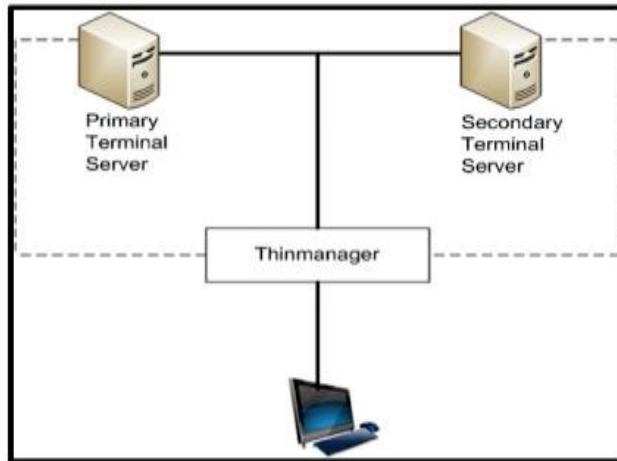 Primary
Terminal
Server
Secondary
Terminal
Server
Thinmanager